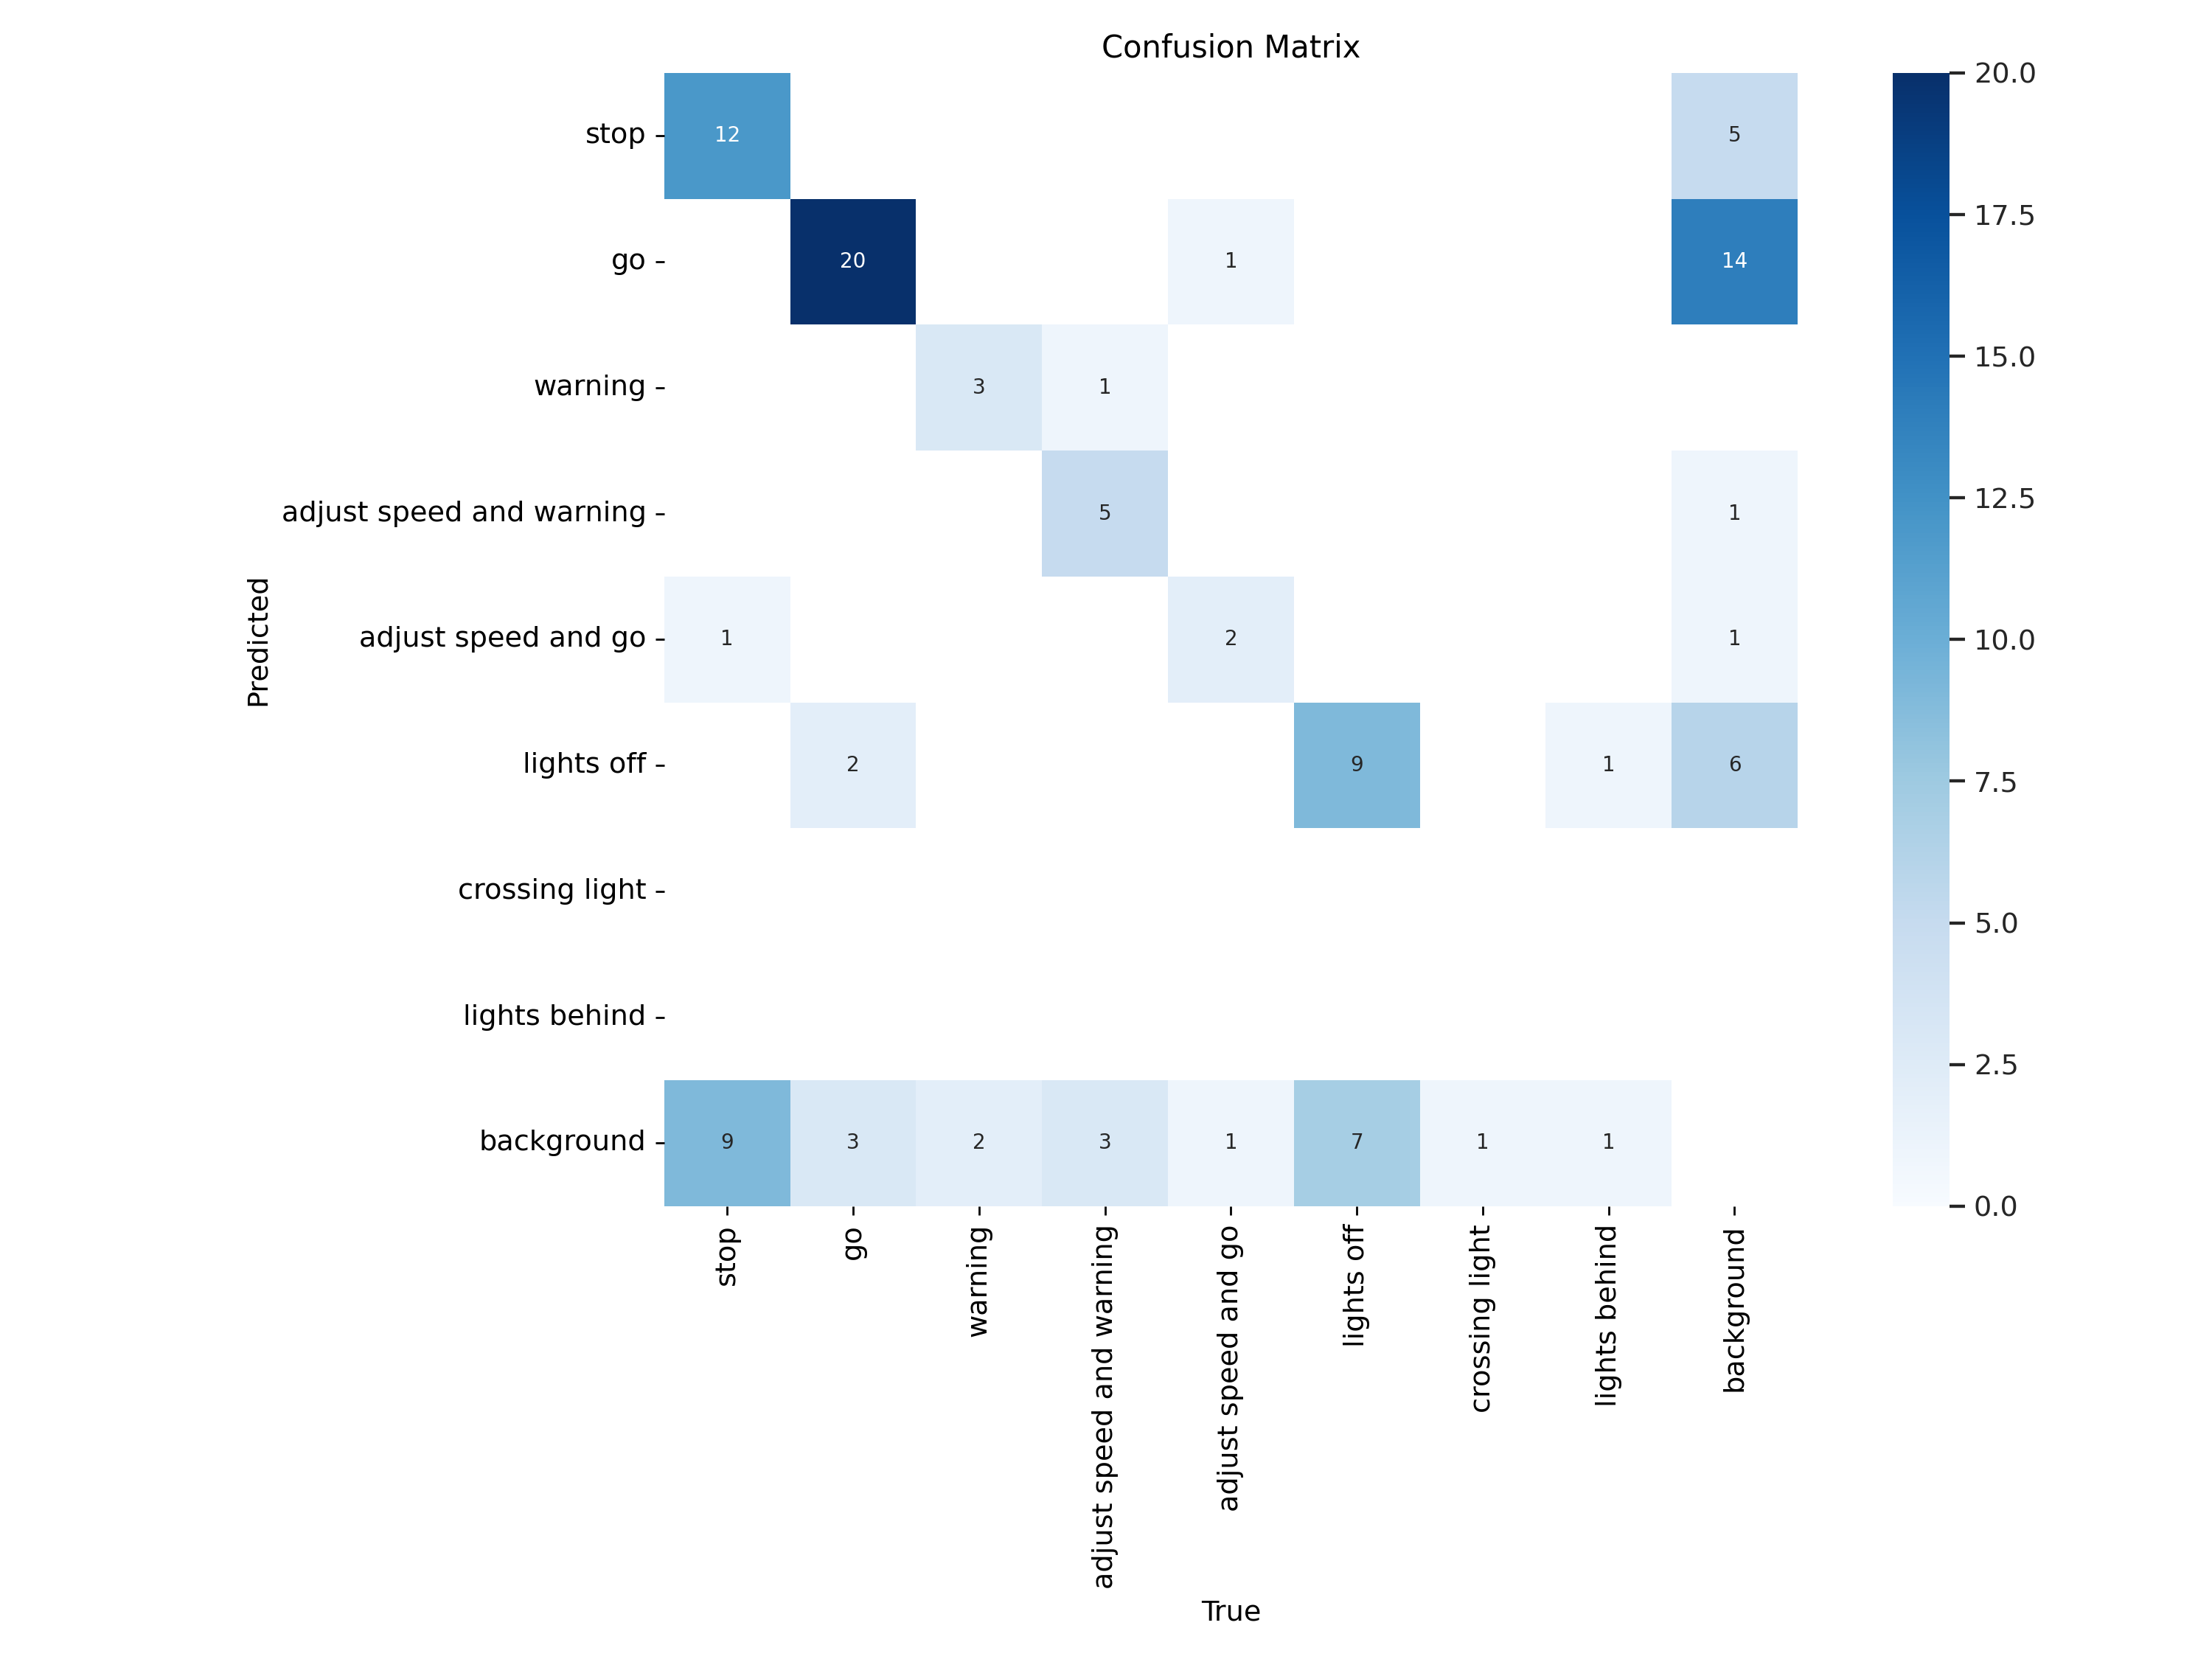 Confusion Matrix
stop
12
5
go
20
1
14
warning
3
1
adjust speed and warning
5
1
adjust speed and go
1
2
1
lights off
2
9
1
6
crossing light
lights behind
background
9
3
2
3
1
7
1
1
Predicted
stop
go
warning
adjust speed and warning
adjust speed and go
lights off
crossing light
lights behind
background
True
20.0
17.5
15.0
12.5
10.0
7.5
5.0
2.5
0.0